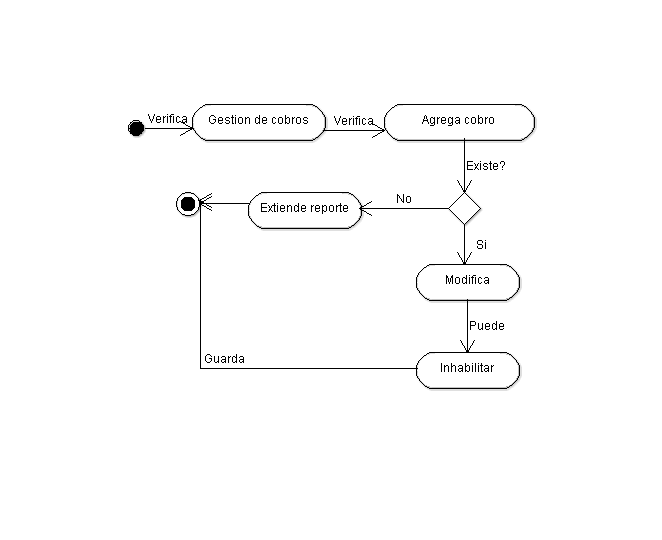 Verifica
Gestion de cobros
Verifica
Agrega cobro
Existe?
No
Extiende reporte
Si
Modifica
Puede
Guarda
Inhabilitar